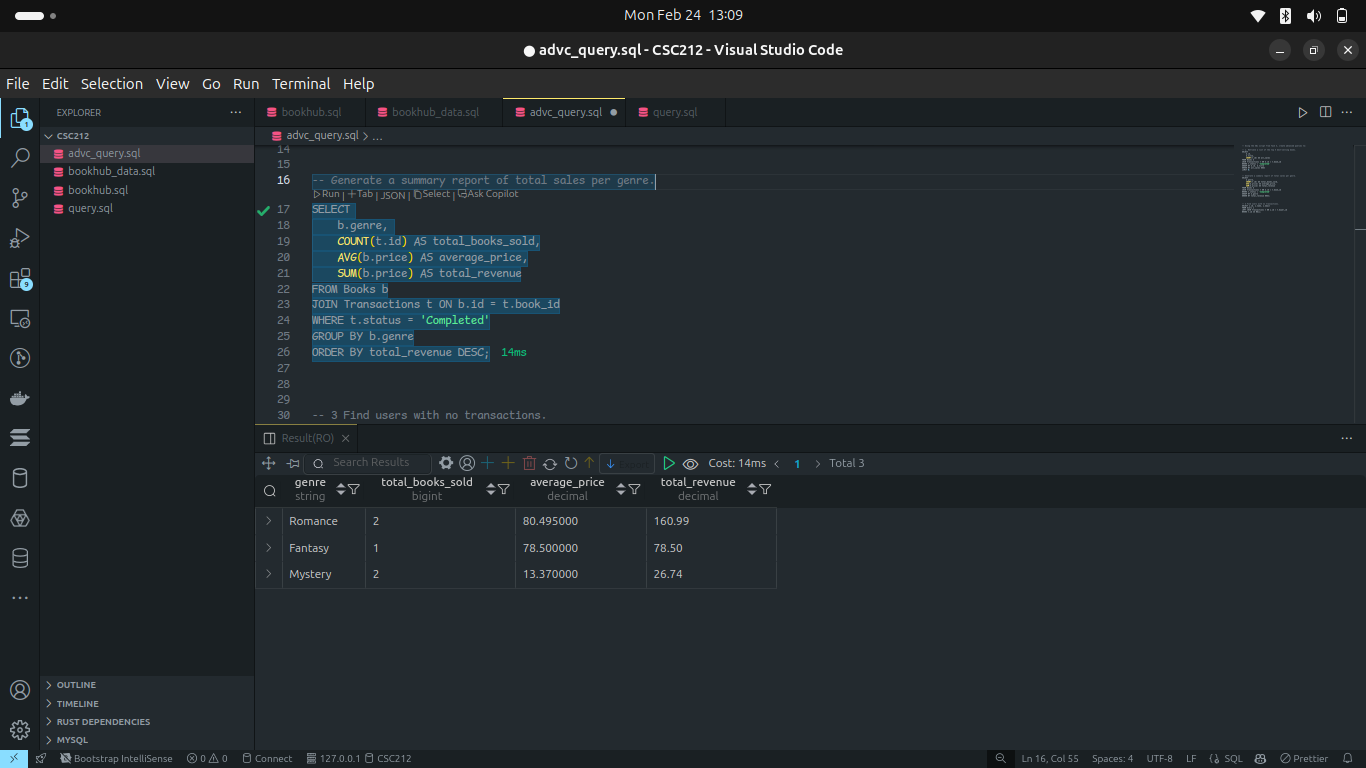 Mon Feb 24 13:09
● advc_query.sql - CSC212 - Visual Studio Code
File Edit Selection View Go Run Terminal Help
EXPLORER
CSC212
advc_query.sql
bookhub_data.sql
bookhub.sql
query.sql
1
9
bookhub.sql bookhub_data.sql advc_query.sql ● query.sql
advc_query.sql > ...
14
15
16 -- Generate a summary report of total sales per genre.
Run | +Tab | JSON | Select | Ask Copilot
17 SELECT
18 b.genre,
19 COUNT(t.id) AS total_books_sold,
20 AVG(b.price) AS average_price,
21 SUM(b.price) AS total_revenue
22 FROM Books b
23 JOIN Transactions t ON b.id = t.book_id
24 WHERE t.status = 'Completed'
25 GROUP BY b.genre
26 ORDER BY total_revenue DESC; 14ms
27
28
29
30 -- 3 Find users with no transactions.
Result(RO)
Search Results Cost: 14ms < 1 > Total 3
genre total_books_sold average_price total_revenue
string bigint decimal decimal
Romance 2 80.495000 160.99
Fantasy 1 78.500000 78.50
Mystery 2 13.370000 26.74
OUTLINE
TIMELINE
RUST DEPENDENCIES
MYSQL
Bootstrap IntelliSense 0 0 Connect 127.0.0.1 CSC212 Ln 16, Col 55 Spaces: 4 UTF-8 LF SQL Prettier